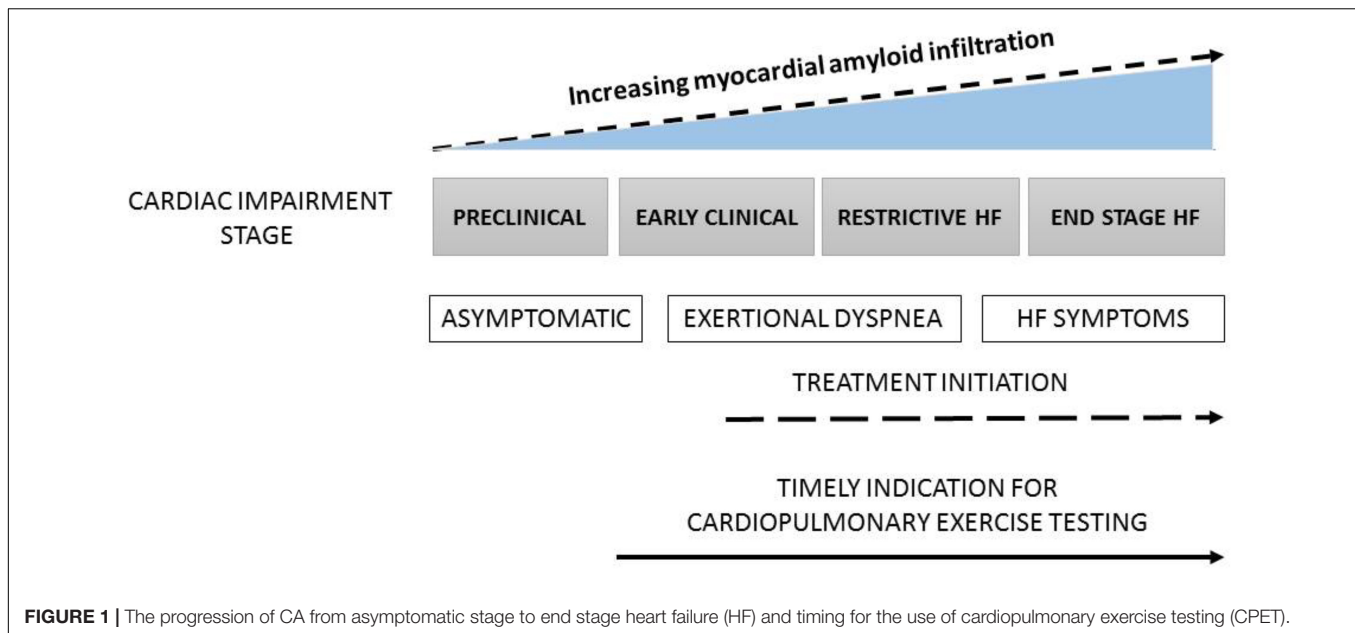 Increasing myocardial amyloid infiltration
CARDIAC IMPAIRMENT
STAGE
PRECLINICAL
EARLY CLINICAL
RESTRICTIVE HF
END STAGE HF
ASYMPTOMATIC
EXERTIONAL DYSPNEA
HF SYMPTOMS
TREATMENT INITIATION
TIMELY INDICATION FOR
CARDIOPULMONARY EXERCISE TESTING
FIGURE 1 | The progression of CA from asymptomatic stage to end stage heart failure (HF) and timing for the use of cardiopulmonary exercise testing (CPET).